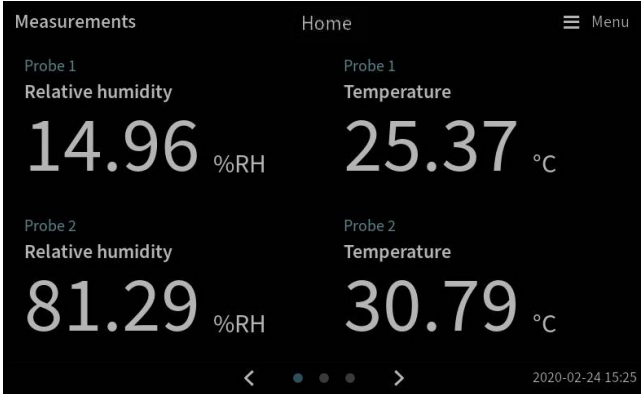 Measurements Home Menu
Probe 1 Probe 1
Relative humidity Temperature
14.96 %RH 25.37 °C
Probe 2 Probe 2
Relative humidity Temperature
81.29 %RH 30.79 °C
2020-02-24 15:25